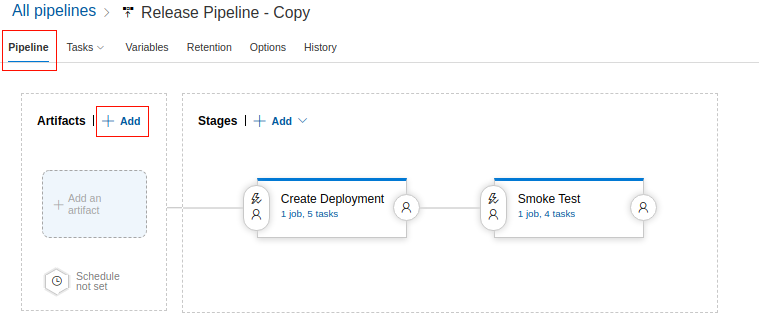 All pipelines > Release Pipeline - Copy
Pipeline Tasks Variables Retention Options History
Artifacts | + Add
Stages | + Add
Add an
artifact
Create Deployment
1 job, 5 tasks
Smoke Test
1 job, 4 tasks
Schedule
not set